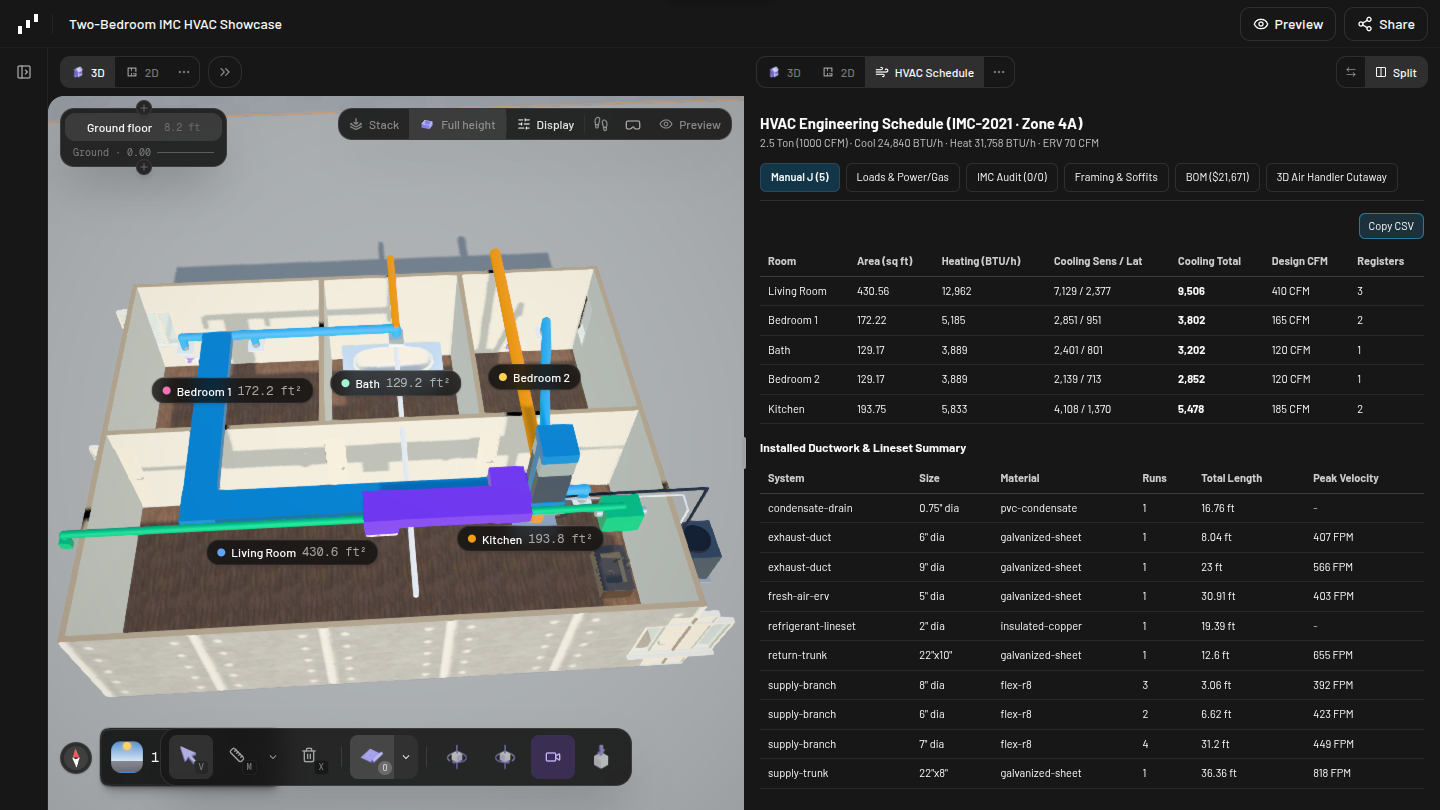 Two-Bedroom IMC HVAC Showcase
Preview
Share
3D
2D
3D
2D
HVAC Schedule
Split
Ground floor 8.2 ft
Ground · 0.00
Stack
Full height
Display
Preview
HVAC Engineering Schedule (IMC-2021 · Zone 4A)
2.5 Ton (1000 CFM) · Cool 24,840 BTU/h · Heat 31,758 BTU/h · ERV 70 CFM
Manual J (5)
Loads & Power/Gas
IMC Audit (0/0)
Framing & Soffits
BOM ($21,671)
3D Air Handler Cutaway
Copy CSV
Room Area (sq ft) Heating (BTU/h) Cooling Sens / Lat Cooling Total Design CFM Registers
Living Room 430.56 12,962 7,129 / 2,377 9,506 410 CFM 3
Bedroom 1 172.22 5,185 2,851 / 951 3,802 165 CFM 2
Bath 129.17 3,889 2,401 / 801 3,202 120 CFM 1
Bedroom 2 129.17 3,889 2,139 / 713 2,852 120 CFM 1
Kitchen 193.75 5,833 4,108 / 1,370 5,478 185 CFM 2
Installed Ductwork & Lineset Summary
System Size Material Runs Total Length Peak Velocity
condensate-drain 0.75" dia pvc-condensate 1 16.76 ft -
exhaust-duct 6" dia galvanized-sheet 1 8.04 ft 407 FPM
exhaust-duct 9" dia galvanized-sheet 1 23 ft 566 FPM
fresh-air-erv 5" dia galvanized-sheet 1 30.91 ft 403 FPM
refrigerant-lineset 2" dia insulated-copper 1 19.39 ft -
return-trunk 22"x10" galvanized-sheet 1 12.6 ft 655 FPM
supply-branch 8" dia flex-r8 3 3.06 ft 392 FPM
supply-branch 6" dia flex-r8 2 6.62 ft 423 FPM
supply-branch 7" dia flex-r8 4 31.2 ft 449 FPM
supply-trunk 22"x8" galvanized-sheet 1 36.36 ft 818 FPM
Bedroom 1 172.2 ft²
Bath 129.2 ft²
Bedroom 2
Living Room 430.6 ft²
Kitchen 193.8 ft²
1
V
M
X
O